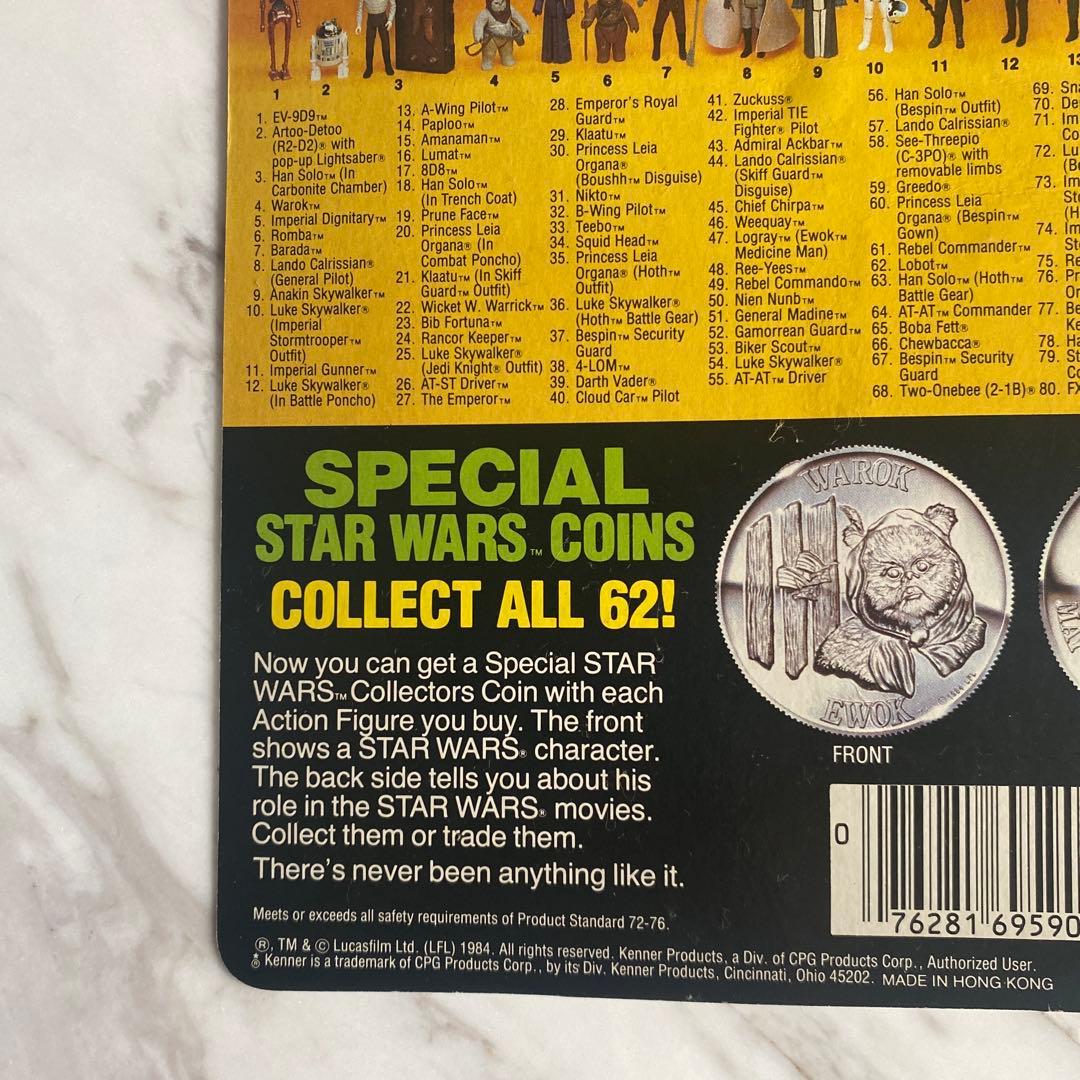 1 2 3 4 5 6 7 8 9 10 11 12 13
1. EV-9D9™
2. Artoo-Detoo
(R2-D2)® with
pop-up Lightsaber®
3. Han Solo™ (In
Carbonite Chamber)
4. Warok™
5. Imperial Dignitary™
6. Romba™
7. Barada™
8. Lando Calrissian®
(General Pilot)
9. Anakin Skywalker™
10. Luke Skywalker®
(Imperial
Stormtrooper™
Outfit)
11. Imperial Gunner™
12. Luke Skywalker®
(In Battle Poncho)
13. A-Wing Pilot™
14. Paploo™
15. Amanaman™
16. Lumat™
17. 8D8™
18. Han Solo™
(In Trench Coat)
19. Prune Face™
20. Princess Leia
Organa® (In
Combat Poncho)
21. Klaatu™ (In Skiff
Guard™ Outfit)
22. Wicket W. Warrick™
23. Bib Fortuna™
24. Rancor Keeper™
25. Luke Skywalker®
(Jedi Knight® Outfit)
26. AT-ST Driver™
27. The Emperor™
28. Emperor's Royal
Guard™
29. Klaatu™
30. Princess Leia
Organa®
(Boushh™ Disguise)
31. Nikto™
32. B-Wing Pilot™
33. Teebo™
34. Squid Head™
35. Princess Leia
Organa® (Hoth™
Outfit)
36. Luke Skywalker®
(Hoth™ Battle Gear)
37. Bespin™ Security
Guard
38. 4-LOM™
39. Darth Vader®
40. Cloud Car™ Pilot
41. Zuckuss®
42. Imperial TIE
Fighter® Pilot
43. Admiral Ackbar™
44. Lando Calrissian®
(Skiff Guard™
Disguise)
45. Chief Chirpa™
46. Weequay™
47. Logray™ (Ewok™
Medicine Man)
48. Ree-Yees™
49. Rebel Commando™
50. Nien Nunb™
51. General Madine™
52. Gamorrean Guard™
53. Biker Scout™
54. Luke Skywalker®
55. AT-AT™ Driver
56. Han Solo™
(Bespin™ Outfit)
57. Lando Calrissian®
58. See-Threepio
(C-3PO)® with
removable limbs
59. Greedo®
60. Princess Leia
Organa® (Bespin™
Gown)
61. Rebel Commander™
62. Lobot™
63. Han Solo™ (Hoth™
Battle Gear)
64. AT-AT™ Commander
65. Boba Fett®
66. Chewbacca®
67. Bespin™ Security
Guard
68. Two-Onebee (2-1B)®
69.
70.
71.
72.
73.
74.
75.
76.
77.
78.
79.
80.
SPECIAL
STAR WARS™ COINS
COLLECT ALL 62!
Now you can get a Special STAR
WARS™ Collectors Coin with each
Action Figure you buy. The front
shows a STAR WARS® character.
The back side tells you about his
role in the STAR WARS® movies.
Collect them or trade them.
There's never been anything like it.
Meets or exceeds all safety requirements of Product Standard 72-76.
®, TM & © Lucasfilm Ltd. (LFL) 1984. All rights reserved. Kenner Products, a Div. of CPG Products Corp., Authorized User.
Kenner is a trademark of CPG Products Corp., by its Div. Kenner Products, Cincinnati, Ohio 45202. MADE IN HONG KONG
WAROK
EWOK
FRONT
0 76281 69590